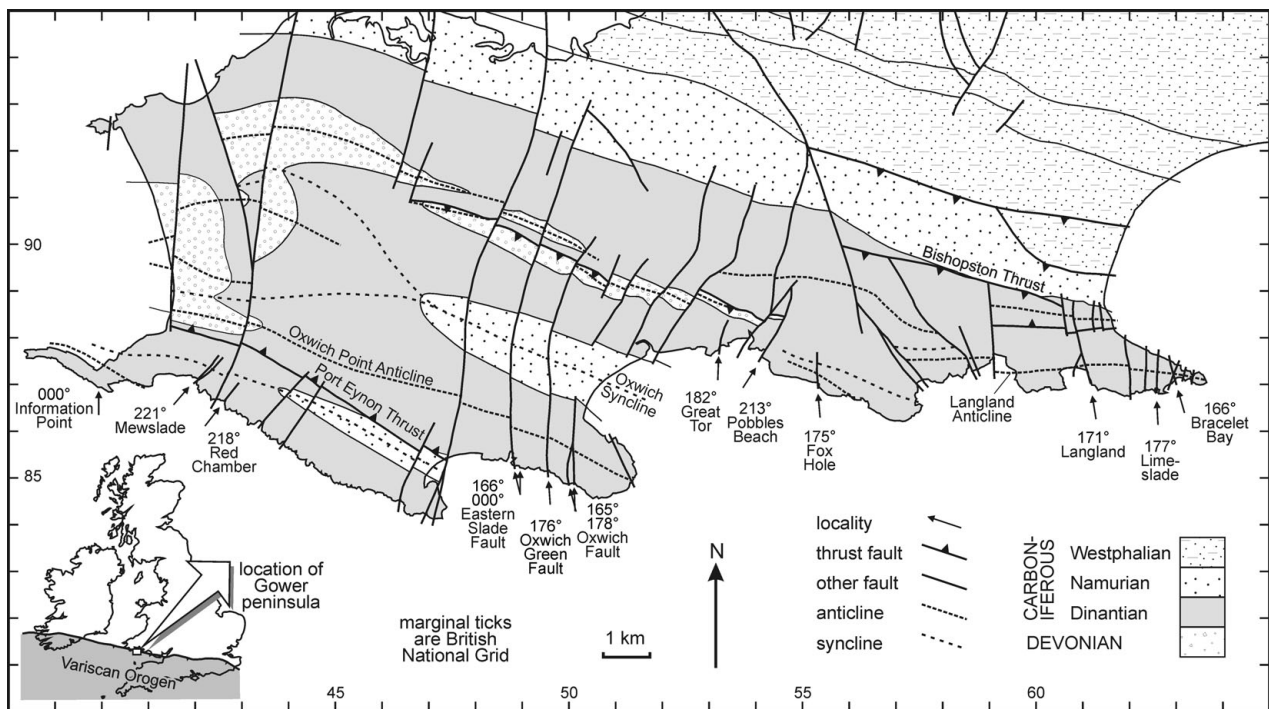 90
85
45
50
55
60
Bishopston Thrust
Oxwich Point Anticline
Port Eynon Thrust
Oxwich
Syncline
Langland
Anticline
000°
Information
Point
221°
Mewslade
218°
Red
Chamber
166°
000°
Eastern
Slade
Fault
176°
Oxwich
Green
Fault
165°
178°
Oxwich
Fault
182°
Great
Tor
213°
Pobbles
Beach
175°
Fox
Hole
171°
Langland
177°
Lime-
slade
166°
Bracelet
Bay
location of
Gower
peninsula
Variscan Orogen
marginal ticks
are British
National Grid
1 km
N
locality
thrust fault
other fault
anticline
syncline
CARBON-
IFEROUS
Westphalian
Namurian
Dinantian
DEVONIAN